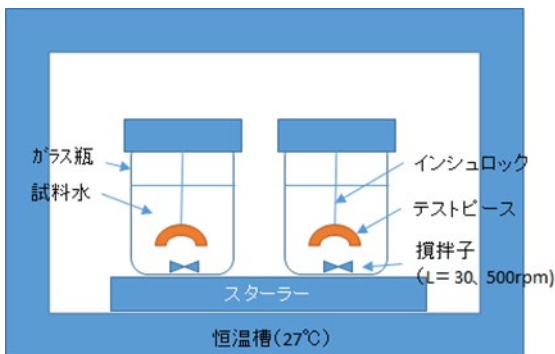 ガラス瓶
試料水
インシュロック
テストピース
撹拌子
(L=30、500rpm)
スターラー
恒温槽(27℃)